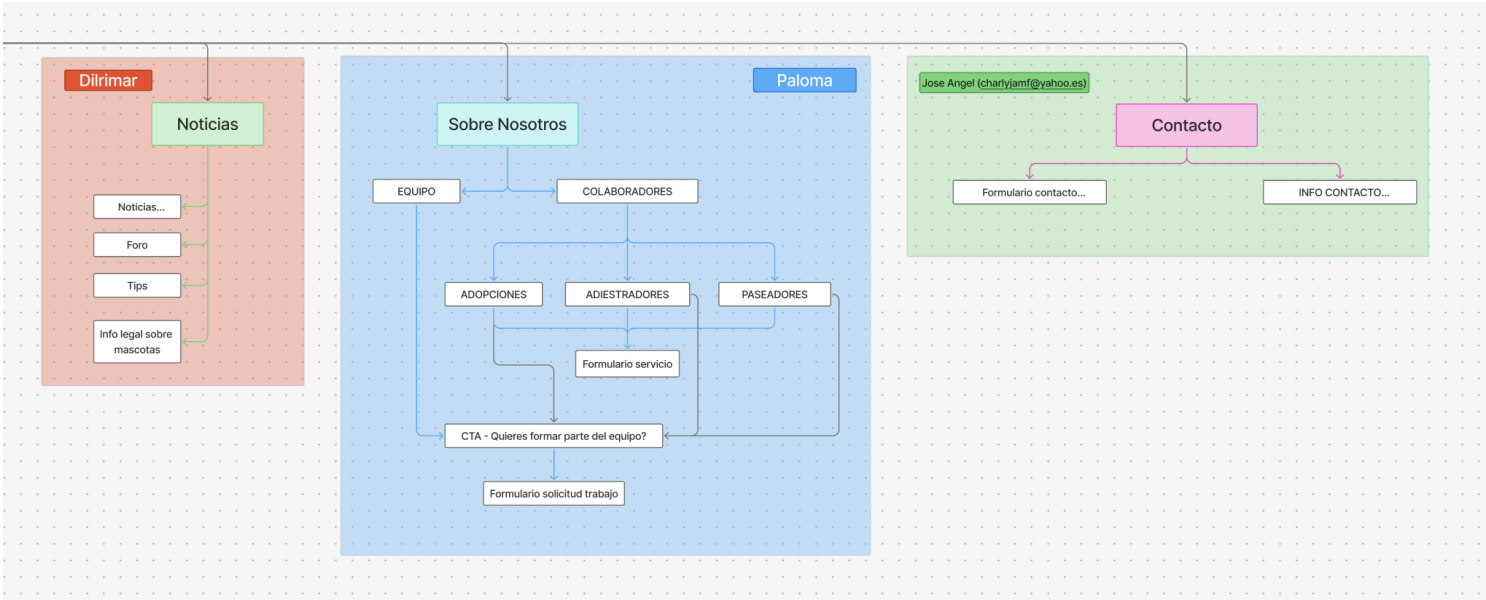 Dilrimar
Noticias
Noticias...
Foro
Tips
Info legal sobre
mascotas
Paloma
Sobre Nosotros
EQUIPO
COLABORADORES
ADOPCIONES
ADIESTRADORES
PASEADORES
Formulario servicio
CTA - Quieres formar parte del equipo?
Formulario solicitud trabajo
Jose Angel (charlyjamf@yahoo.es)
Contacto
Formulario contacto...
INFO CONTACTO...